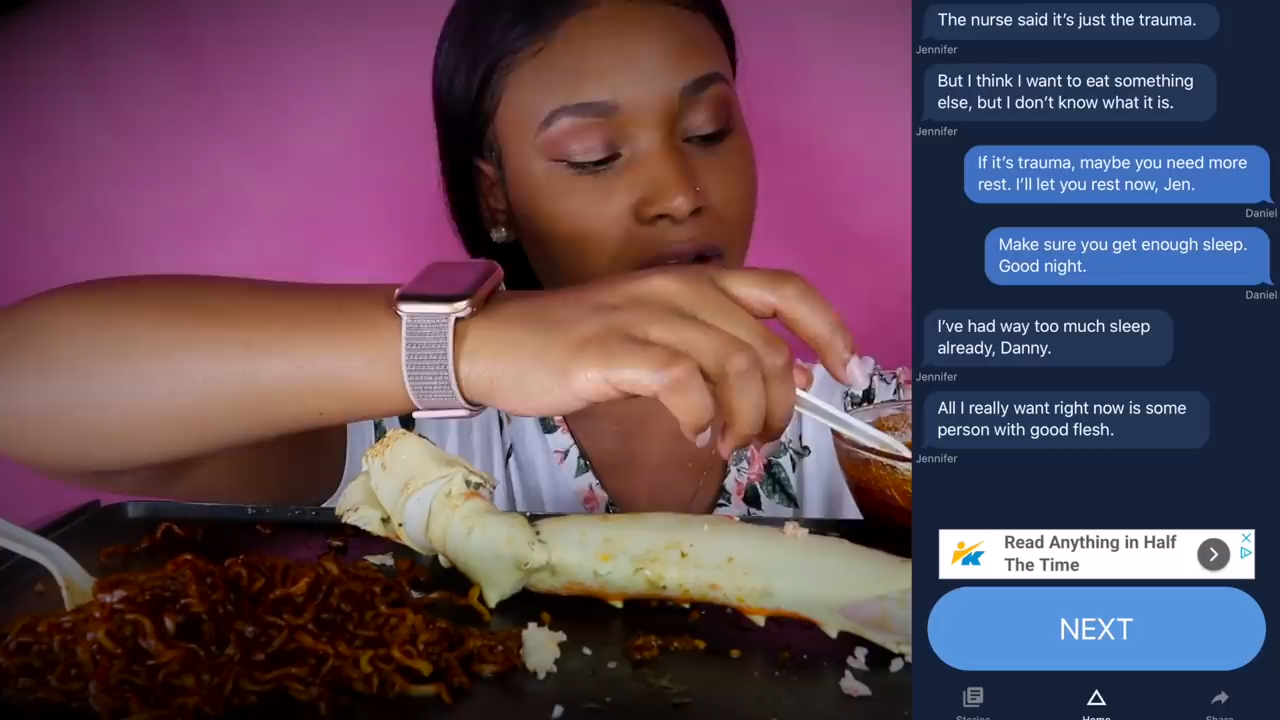 The nurse said it’s just the trauma.
Jennifer
But I think I want to eat something
else, but I don’t know what it is.
Jennifer
If it’s trauma, maybe you need more
rest. I’ll let you rest now, Jen.
Daniel
Make sure you get enough sleep.
Good night.
Daniel
I’ve had way too much sleep
already, Danny.
Jennifer
All I really want right now is some
person with good flesh.
Jennifer
Read Anything in Half
The Time
NEXT
Stories
Home
Share